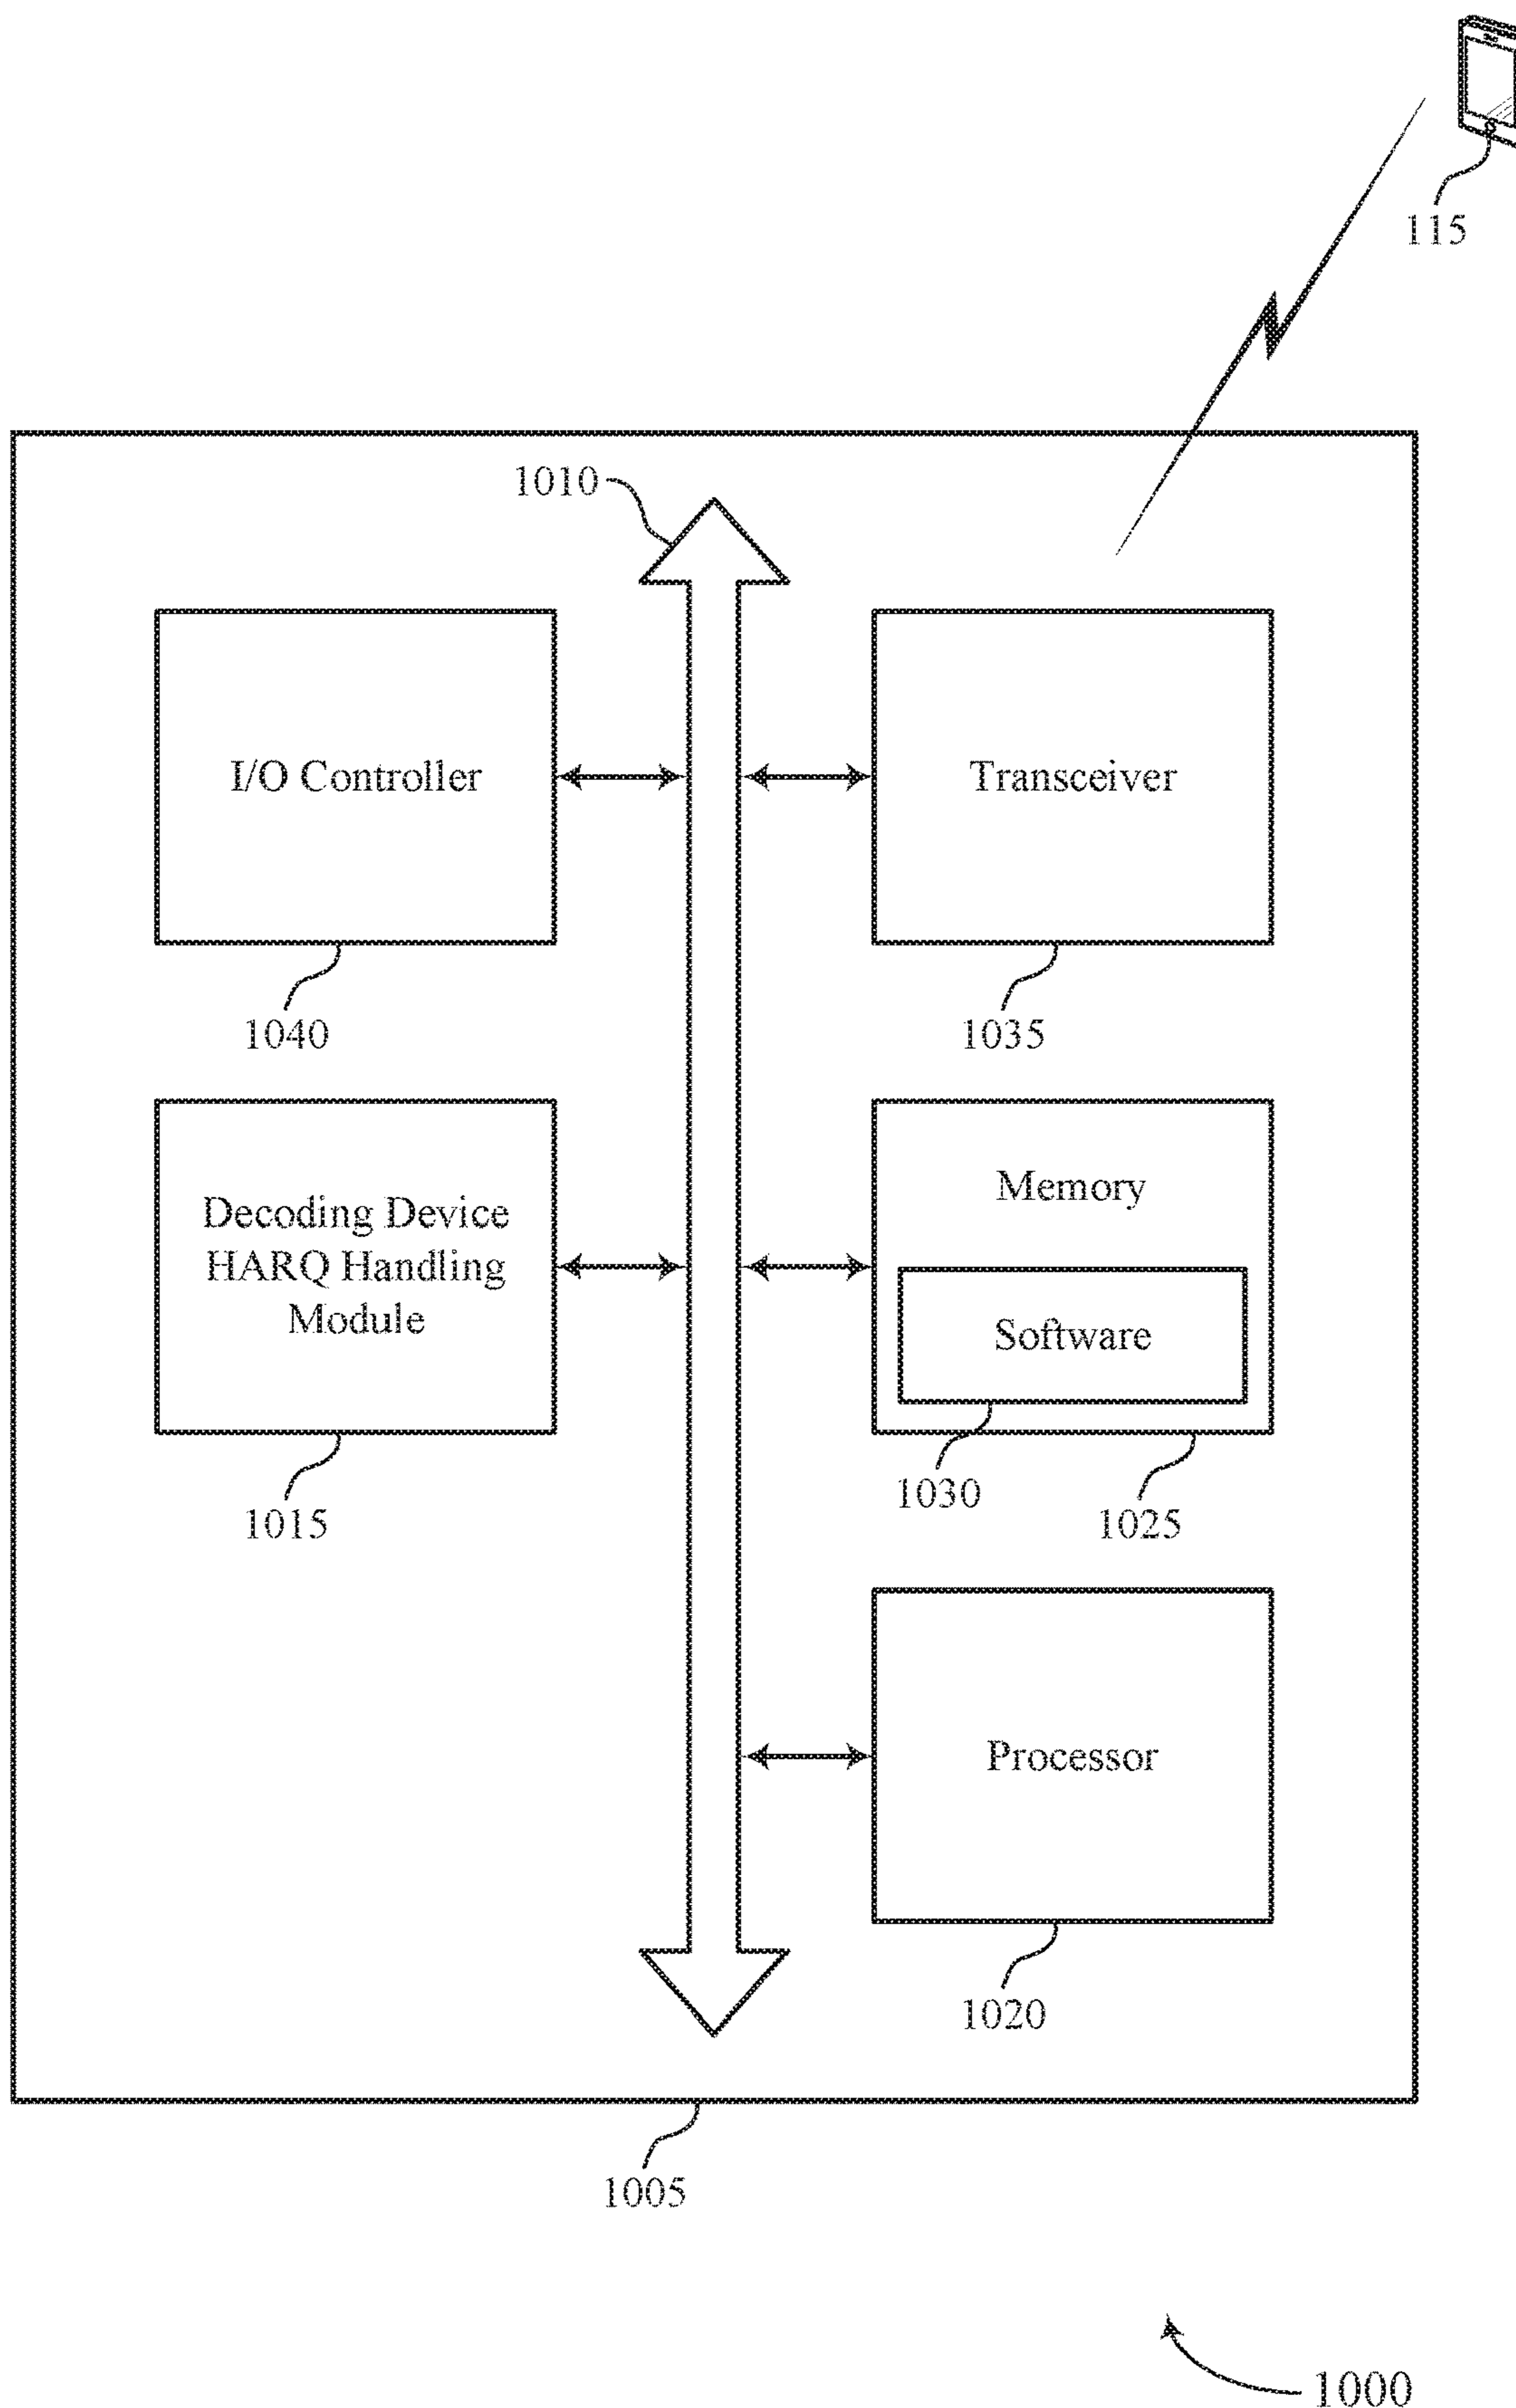 115
1010
I/O Controller
Transceiver
1040
1035
Decoding Device
HARQ Handling
Module
Memory
Software
1030
1015
1025
Processor
1020
1005
1000